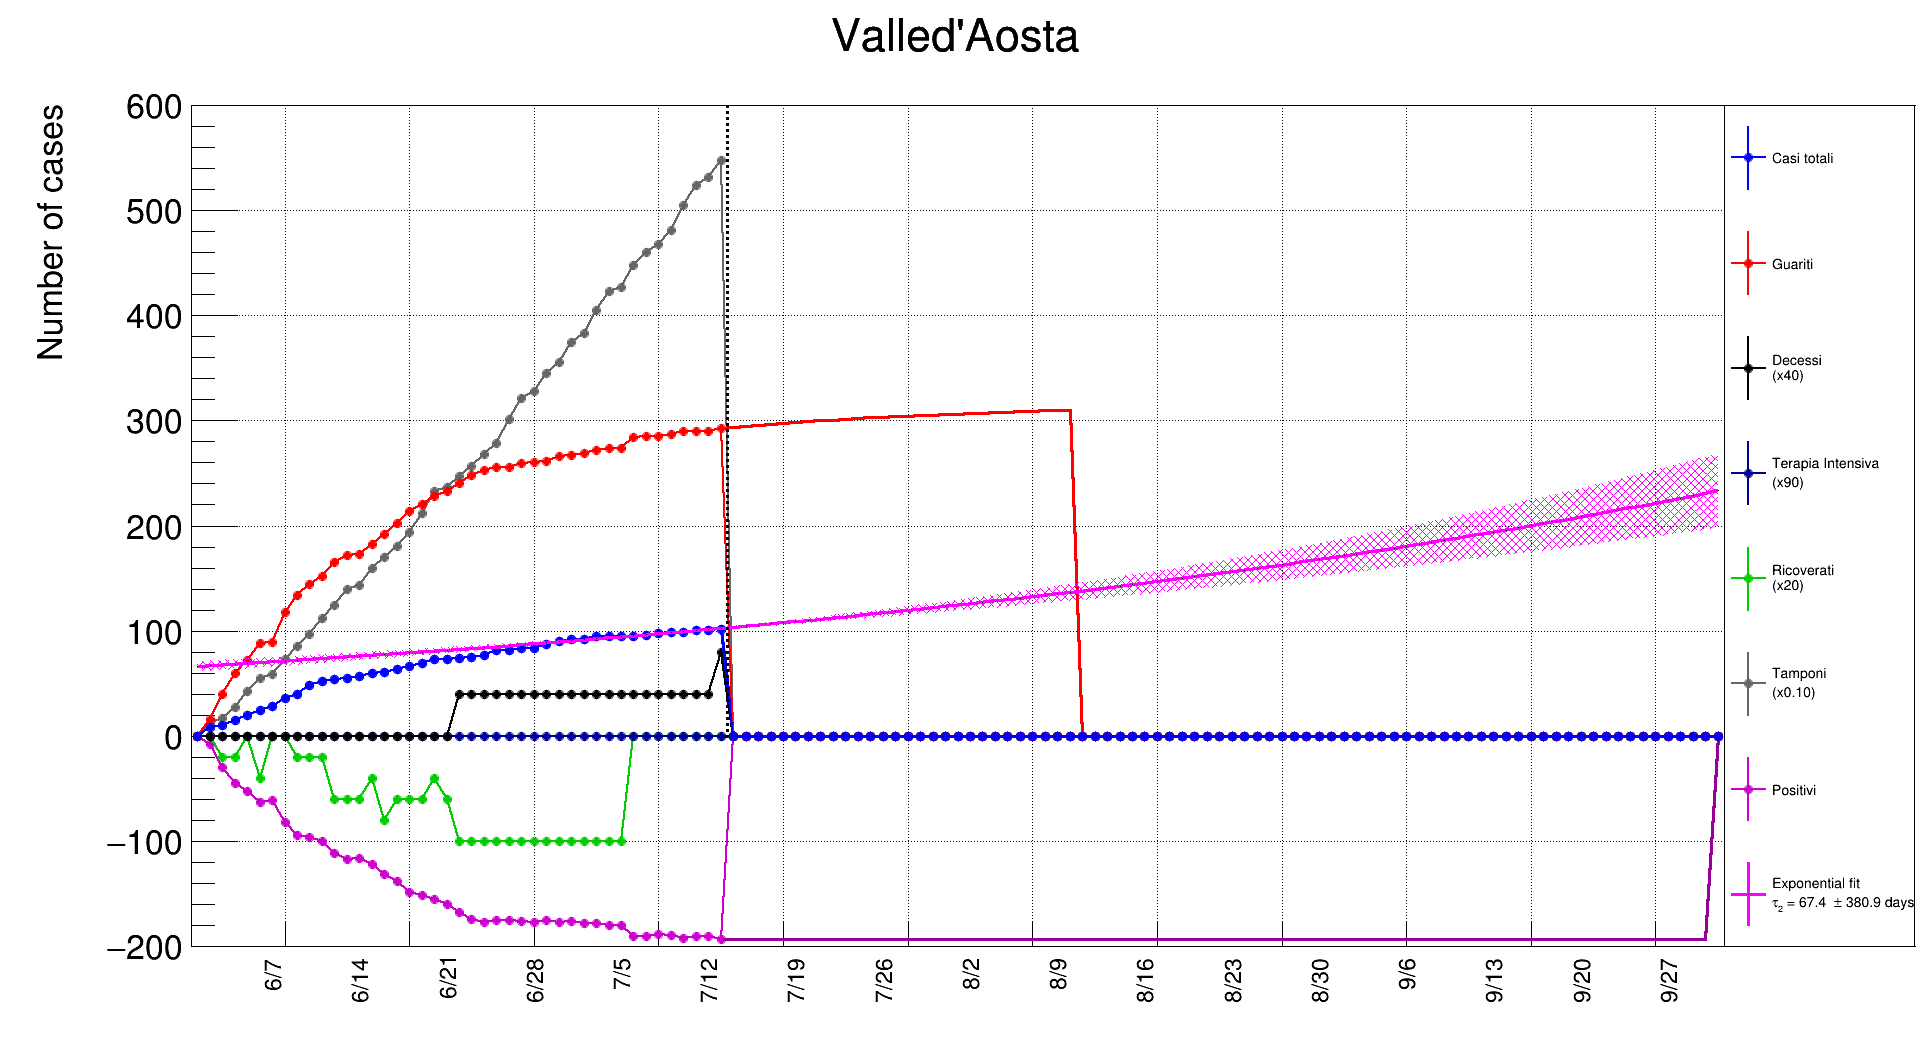 Valled'Aosta
Number of cases
600
500
400
300
200
100
0
−100
−200
6/7
6/14
6/21
6/28
7/5
7/12
7/19
7/26
8/2
8/9
8/16
8/23
8/30
9/6
9/13
9/20
9/27
Casi totali
Guariti
Decessi
(x40)
Terapia Intensiva
(x90)
Ricoverati
(x20)
Tamponi
(x0.10)
Positivi
Exponential fit
τ2 = 67.4 ± 380.9 days